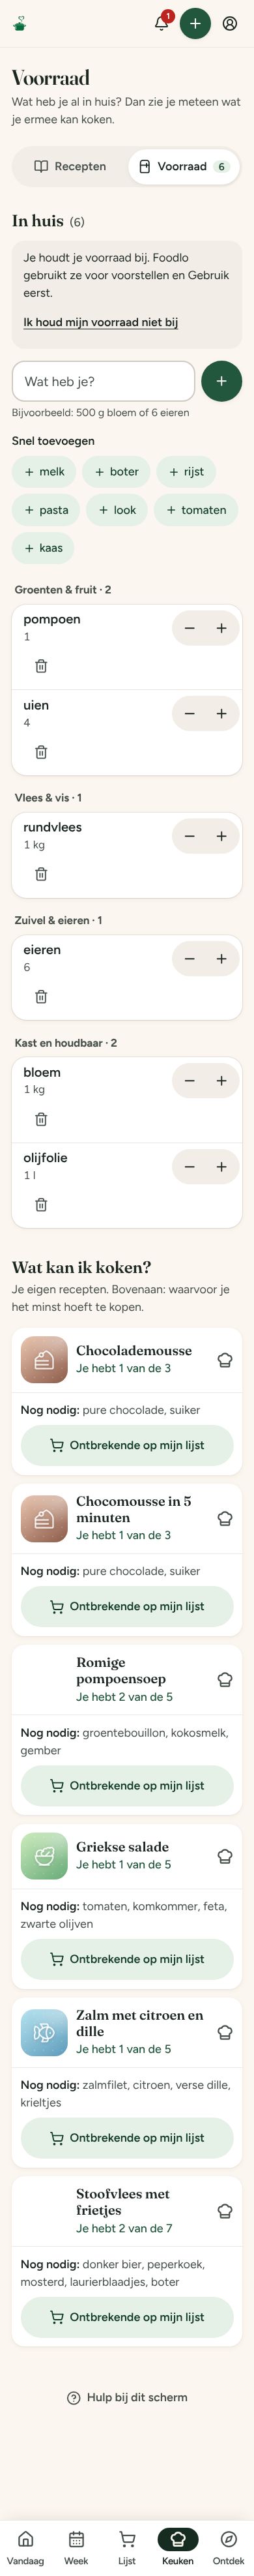 1
Voorraad
Wat heb je al in huis? Dan zie je meteen wat
je ermee kan koken.
Recepten
Voorraad 6
In huis (6)
Je houdt je voorraad bij. Foodlo
gebruikt ze voor voorstellen en Gebruik
eerst.
Ik houd mijn voorraad niet bij
Wat heb je?
Bijvoorbeeld: 500 g bloem of 6 eieren
Snel toevoegen
+ melk
+ boter
+ rijst
+ pasta
+ look
+ tomaten
+ kaas
Groenten & fruit · 2
pompoen
1
uien
4
Vlees & vis · 1
rundvlees
1 kg
Zuivel & eieren · 1
eieren
6
Kast en houdbaar · 2
bloem
1 kg
olijfolie
1 l
Wat kan ik koken?
Je eigen recepten. Bovenaan: waarvoor je
het minst hoeft te kopen.
Chocolademousse
Je hebt 1 van de 3
Nog nodig: pure chocolade, suiker
Ontbrekende op mijn lijst
Chocomousse in 5
minuten
Je hebt 1 van de 3
Nog nodig: pure chocolade, suiker
Ontbrekende op mijn lijst
Romige
pompoensoep
Je hebt 2 van de 5
Nog nodig: groentebouillon, kokosmelk,
gember
Ontbrekende op mijn lijst
Griekse salade
Je hebt 1 van de 5
Nog nodig: tomaten, komkommer, feta,
zwarte olijven
Ontbrekende op mijn lijst
Zalm met citroen en
dille
Je hebt 1 van de 5
Nog nodig: zalmfilet, citroen, verse dille,
krieltjes
Ontbrekende op mijn lijst
Stoofvlees met
frietjes
Je hebt 2 van de 7
Nog nodig: donker bier, peperkoek,
mosterd, laurierblaadjes, boter
Ontbrekende op mijn lijst
Hulp bij dit scherm
Vandaag
Week
Lijst
Keuken
Ontdek